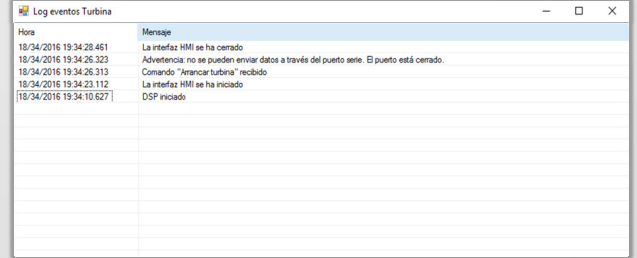 Log eventos Turbina
Hora Mensaje
18/34/2016 19:34:28.461 La interfaz HMI se ha cerrado
18/34/2016 19:34:26.323 Advertencia: no se pueden enviar datos a través del puerto serie. El puerto está cerrado.
18/34/2016 19:34:26.313 Comando "Arrancar turbina" recibido
18/34/2016 19:34:23.112 La interfaz HMI se ha iniciado
18/34/2016 19:34:10.627 DSP iniciado